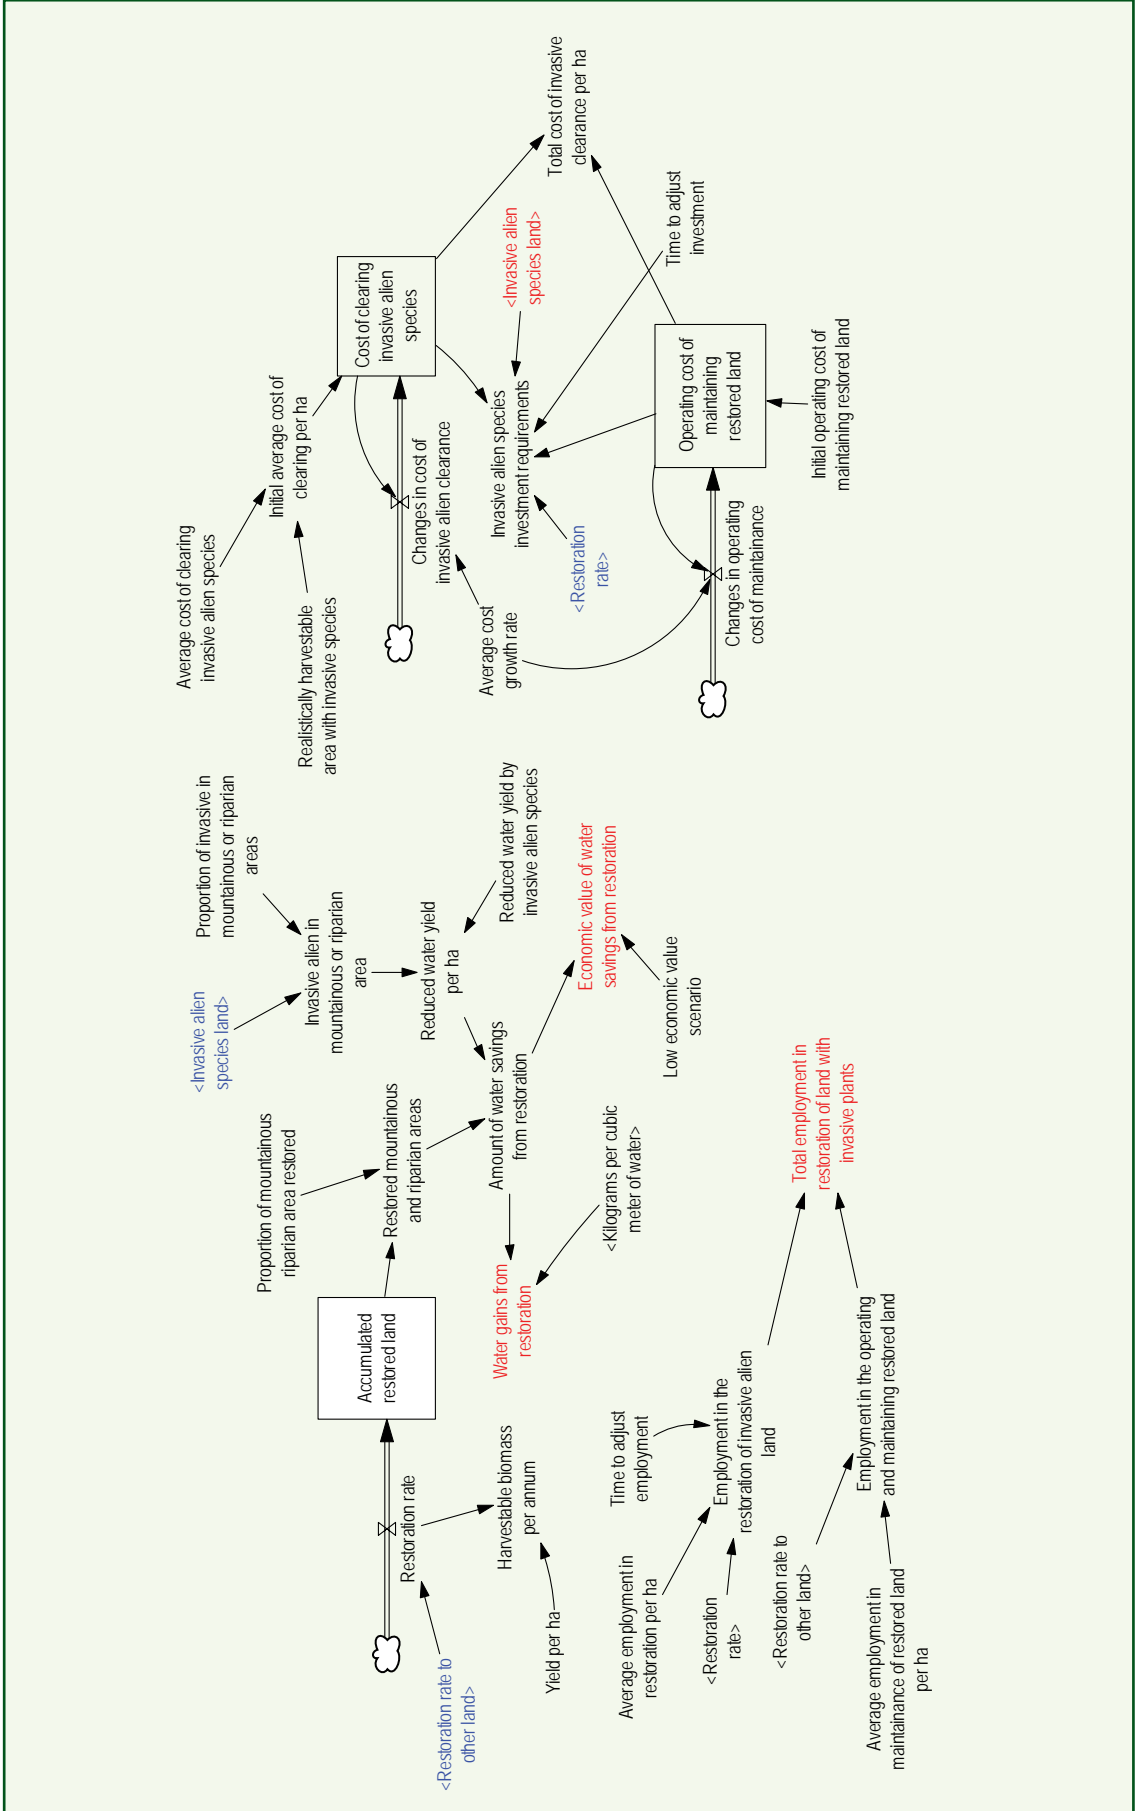 <Restoration rate to
other land>
Restoration rate
Accumulated
restored land
Harvestable biomass
per annum
Yield per ha
Proportion of mountainous
riparian area restored
Restored mountainous
and riparian areas
<Invasive alien
species land>
Proportion of invasive in
mountainous or riparian
areas
Invasive alien in
mountainous or riparian
area
Reduced water yield
per ha
Reduced water yield by
invasive alien species
Amount of water savings
from restoration
Water gains from
restoration
<Kilograms per cubic
meter of water>
Economic value of water
savings from restoration
Low economic value
scenario
Average employment in
restoration per ha
Time to adjust
employment
<Restoration
rate>
Employment in the
restoration of invasive alien
land
<Restoration rate to
other land>
Average employment in
maintainance of restored land
per ha
Employment in the operating
and maintaining restored land
Total employment in
restoration of land with
invasive plants
Average cost of clearing
invasive alien species
Realistically harvestable
area with invasive species
Initial average cost of
clearing per ha
Cost of clearing
invasive alien
species
Changes in cost of
invasive alien clearance
Average cost
growth rate
Invasive alien species
investment requirements
<Invasive alien
species land>
<Restoration
rate>
Total cost of invasive
clearance per ha
Time to adjust
investment
Operating cost of
maintaining
restored land
Changes in operating
cost of maintainance
Initial operating cost of
maintaining restored land